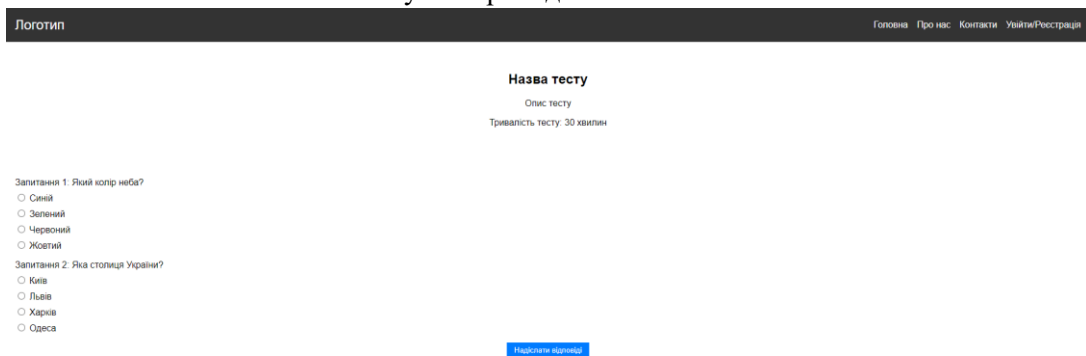 Логотип
Головна Про нас Контакти Увійти/Реєстрація
Назва тесту
Опис тесту
Тривалість тесту: 30 хвилин
Запитання 1: Який колір неба?
Синій
Зелений
Червоний
Жовтий
Запитання 2: Яка столиця України?
Київ
Львів
Харків
Одеса
Надіслати відповіді